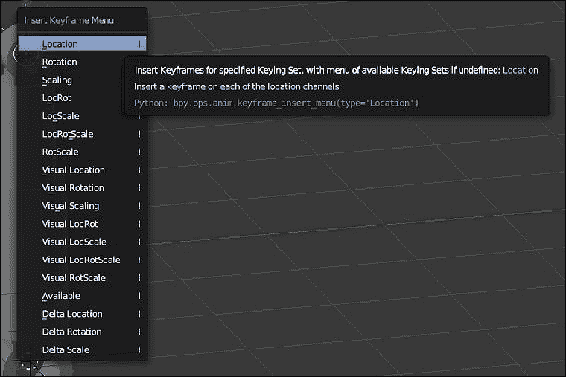 Insert Keyframe Menu
Location I
Insert Keyframes for specified Keying Set, with menu of available Keying Sets if undefined: Location
Insert a keyframe on each of the location channels
Python: bpy.ops.anim.keyframe_insert_menu(type="Location")
Rotation I
Scaling I
LocRot I
LocScale I
LocRotScale I
RotScale I
Visual Location I
Visual Rotation I
Visual Scaling I
Visual LocRot I
Visual LocScale I
Visual LocRotScale I
Visual RotScale I
Available I
Delta Location I
Delta Rotation I
Delta Scale I